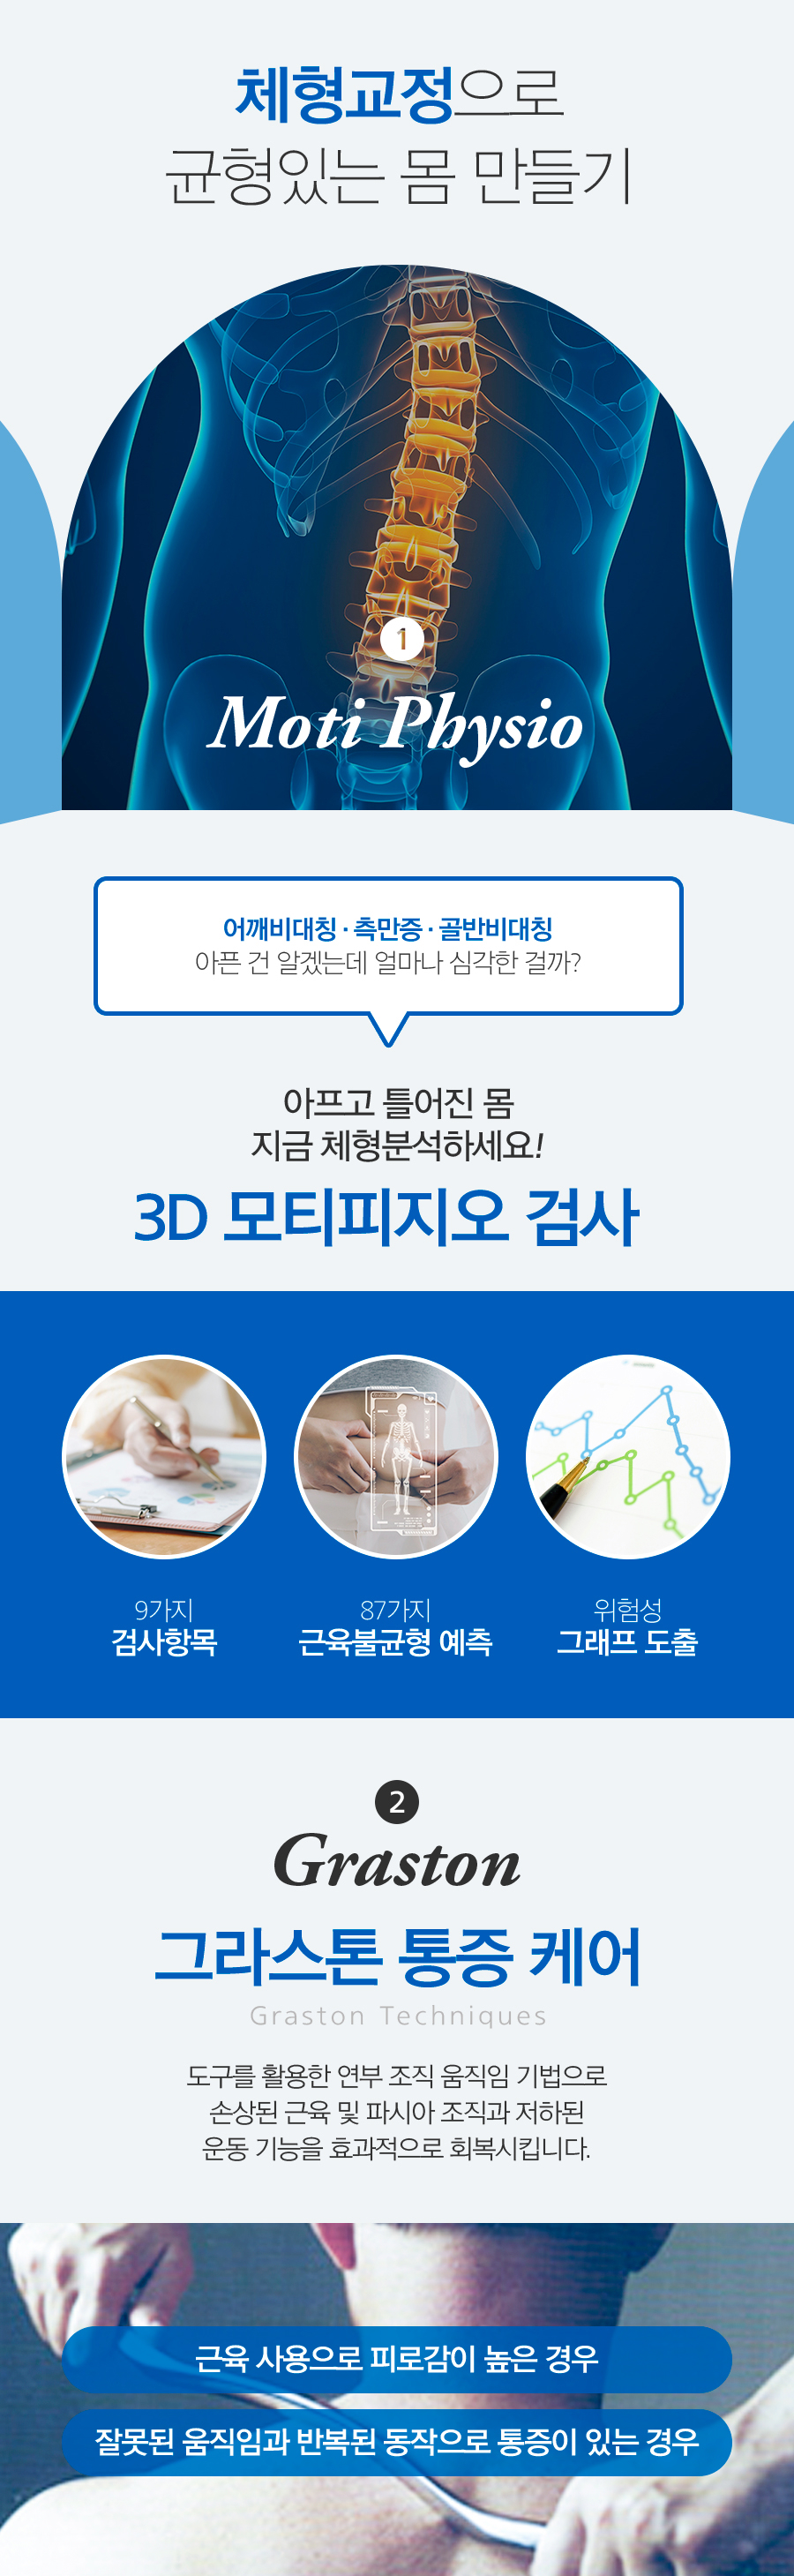 체형교정으로
균형있는 몸 만들기
1
Moti Physio
어깨비대칭 · 측만증 · 골반비대칭
아픈 건 알겠는데 얼마나 심각한 걸까?
아프고 틀어진 몸
지금 체형분석하세요!
3D 모티피지오 검사
9가지
검사항목
87가지
근육불균형 예측
위험성
그래프 도출
2
Graston
그라스톤 통증 케어
Graston Techniques
도구를 활용한 연부 조직 움직임 기법으로
손상된 근육 및 파시아 조직과 저하된
운동 기능을 효과적으로 회복시킵니다.
근육 사용으로 피로감이 높은 경우
잘못된 움직임과 반복된 동작으로 통증이 있는 경우